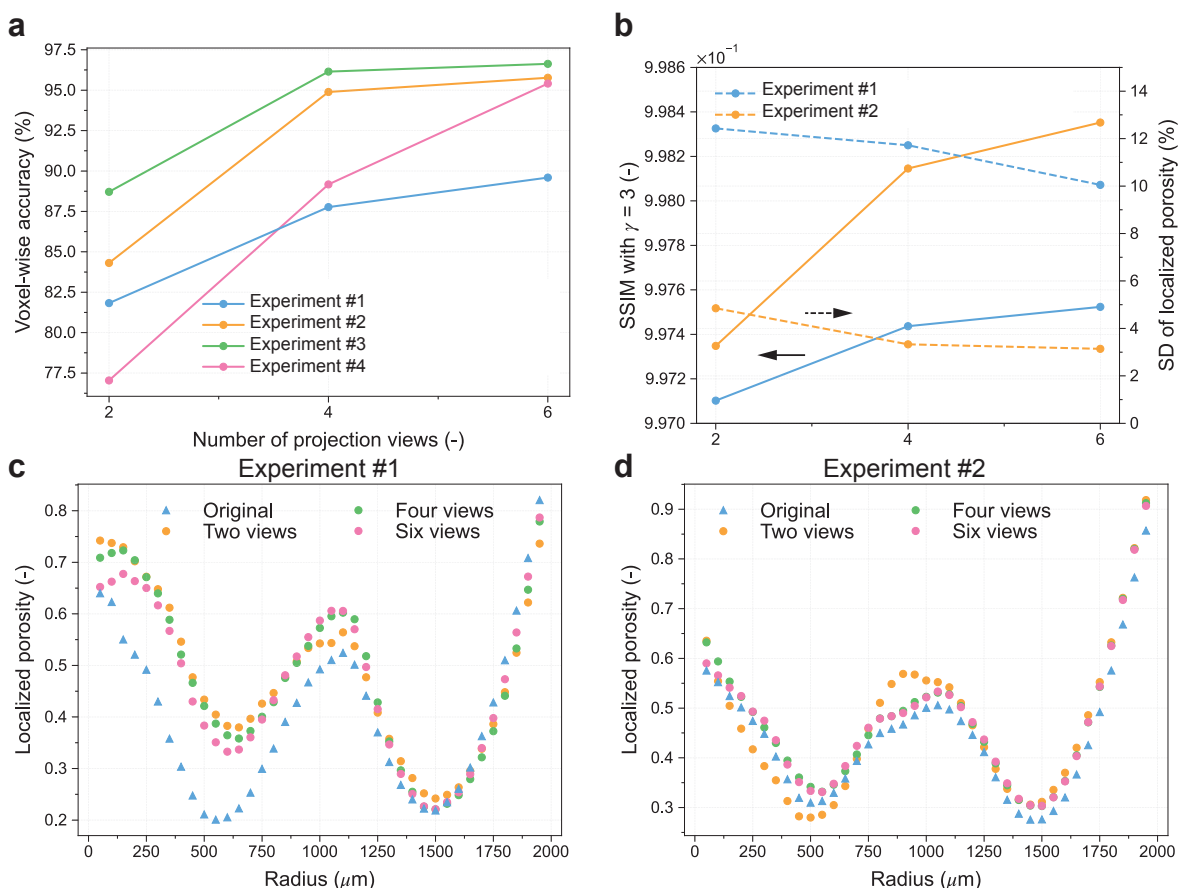 a
97.5
95.0
92.5
90.0
87.5
85.0
82.5
80.0
77.5
Voxel-wise accuracy (%)
Experiment #1
Experiment #2
Experiment #3
Experiment #4
2
4
6
Number of projection views (-)
b
×10⁻¹
9.986
9.984
9.982
9.980
9.978
9.976
9.974
9.972
9.970
SSIM with γ = 3 (-)
Experiment #1
Experiment #2
14
12
10
8
6
4
2
0
SD of localized porosity (%)
2
4
6
c
Experiment #1
Original
Two views
Four views
Six views
0.8
0.7
0.6
0.5
0.4
0.3
0.2
Localized porosity (-)
0
250
500
750
1000
1250
1500
1750
2000
Radius (μm)
d
Experiment #2
Original
Two views
Four views
Six views
0.9
0.8
0.7
0.6
0.5
0.4
0.3
Localized porosity (-)
0
250
500
750
1000
1250
1500
1750
2000
Radius (μm)